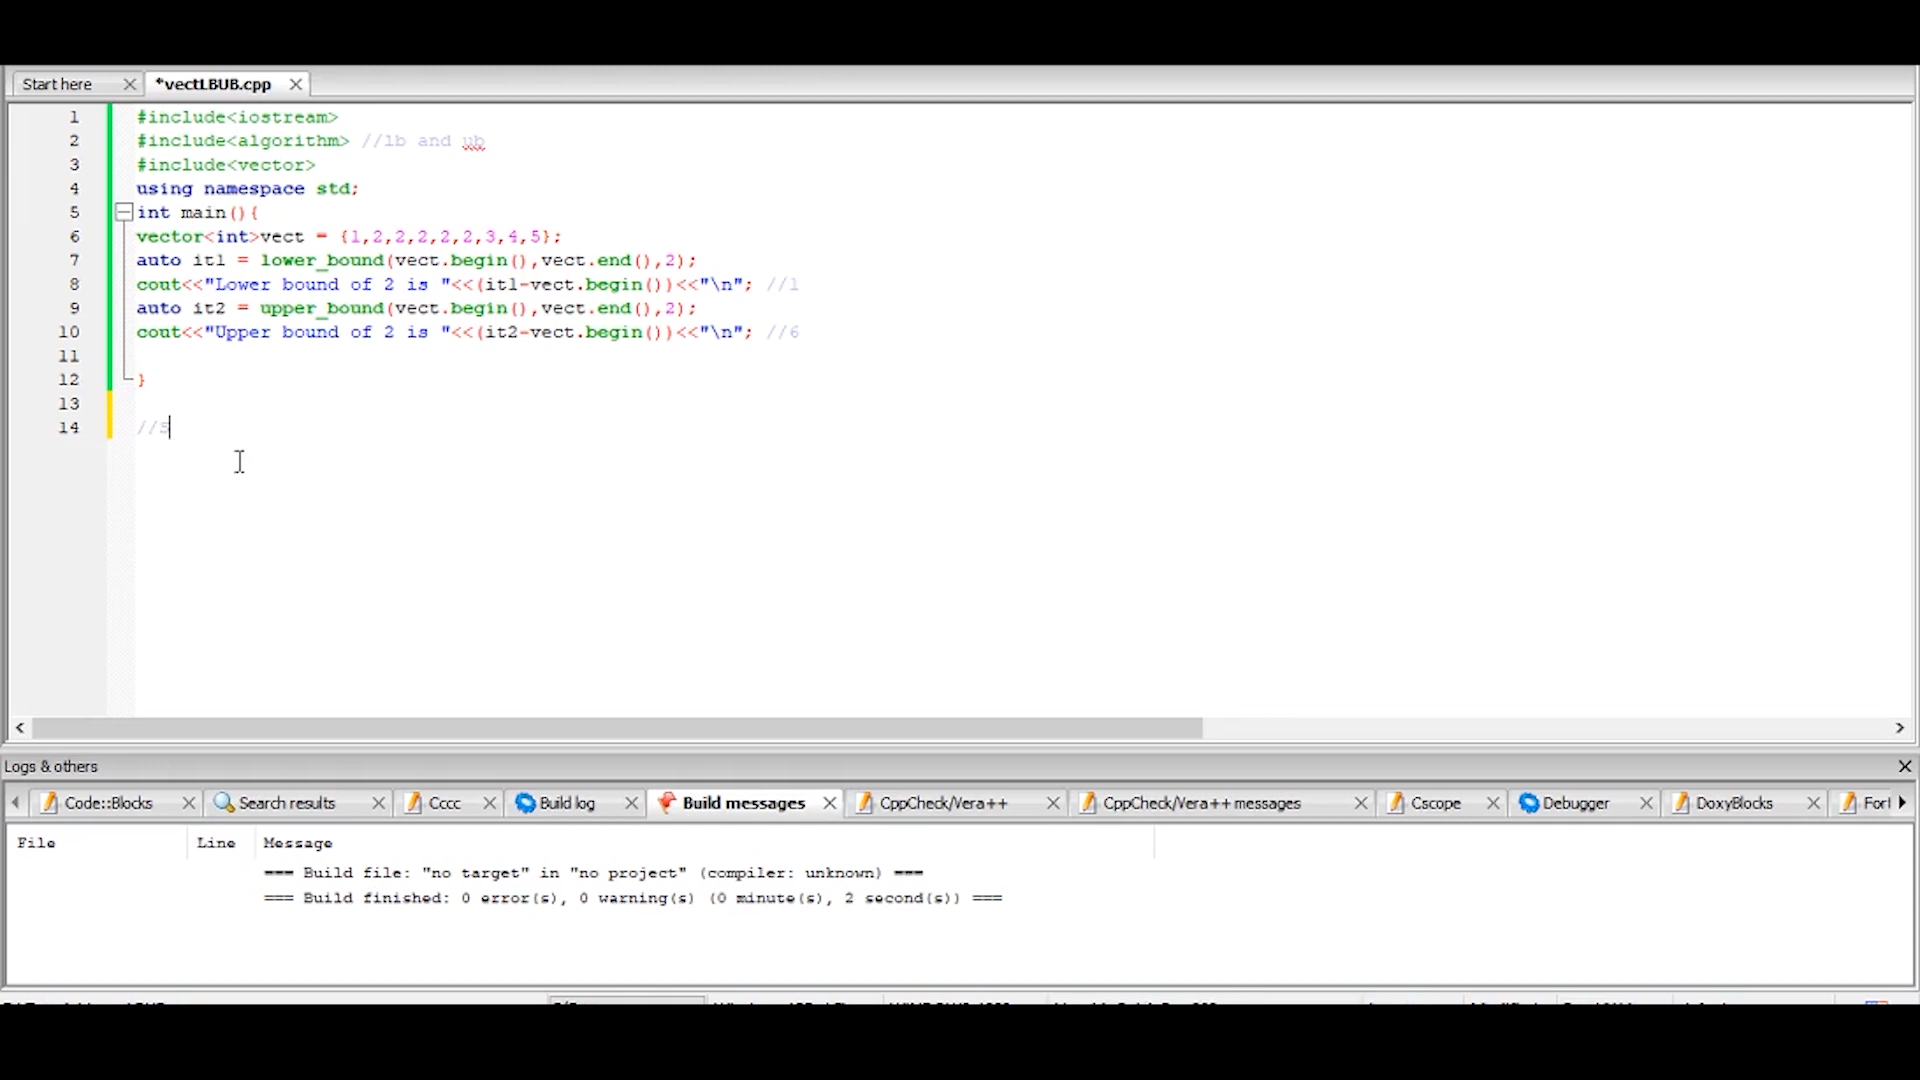 Start here
*vectLBUB.cpp
1 #include<iostream>
2 #include<algorithm> //lb and ub
3 #include<vector>
4 using namespace std;
5 int main(){
6 vector<int>vect = {1,2,2,2,2,2,3,4,5};
7 auto it1 = lower_bound(vect.begin(),vect.end(),2);
8 cout<<"Lower bound of 2 is "<<(it1-vect.begin())<<"\n"; //1
9 auto it2 = upper_bound(vect.begin(),vect.end(),2);
10 cout<<"Upper bound of 2 is "<<(it2-vect.begin())<<"\n"; //6
11
12 }
13
14 //5
Logs & others
Code::Blocks Search results Cccc Build log Build messages CppCheck/Vera++ CppCheck/Vera++ messages Cscope Debugger DoxyBlocks
File Line Message
=== Build file: "no target" in "no project" (compiler: unknown) ===
=== Build finished: 0 error(s), 0 warning(s) (0 minute(s), 2 second(s)) ===